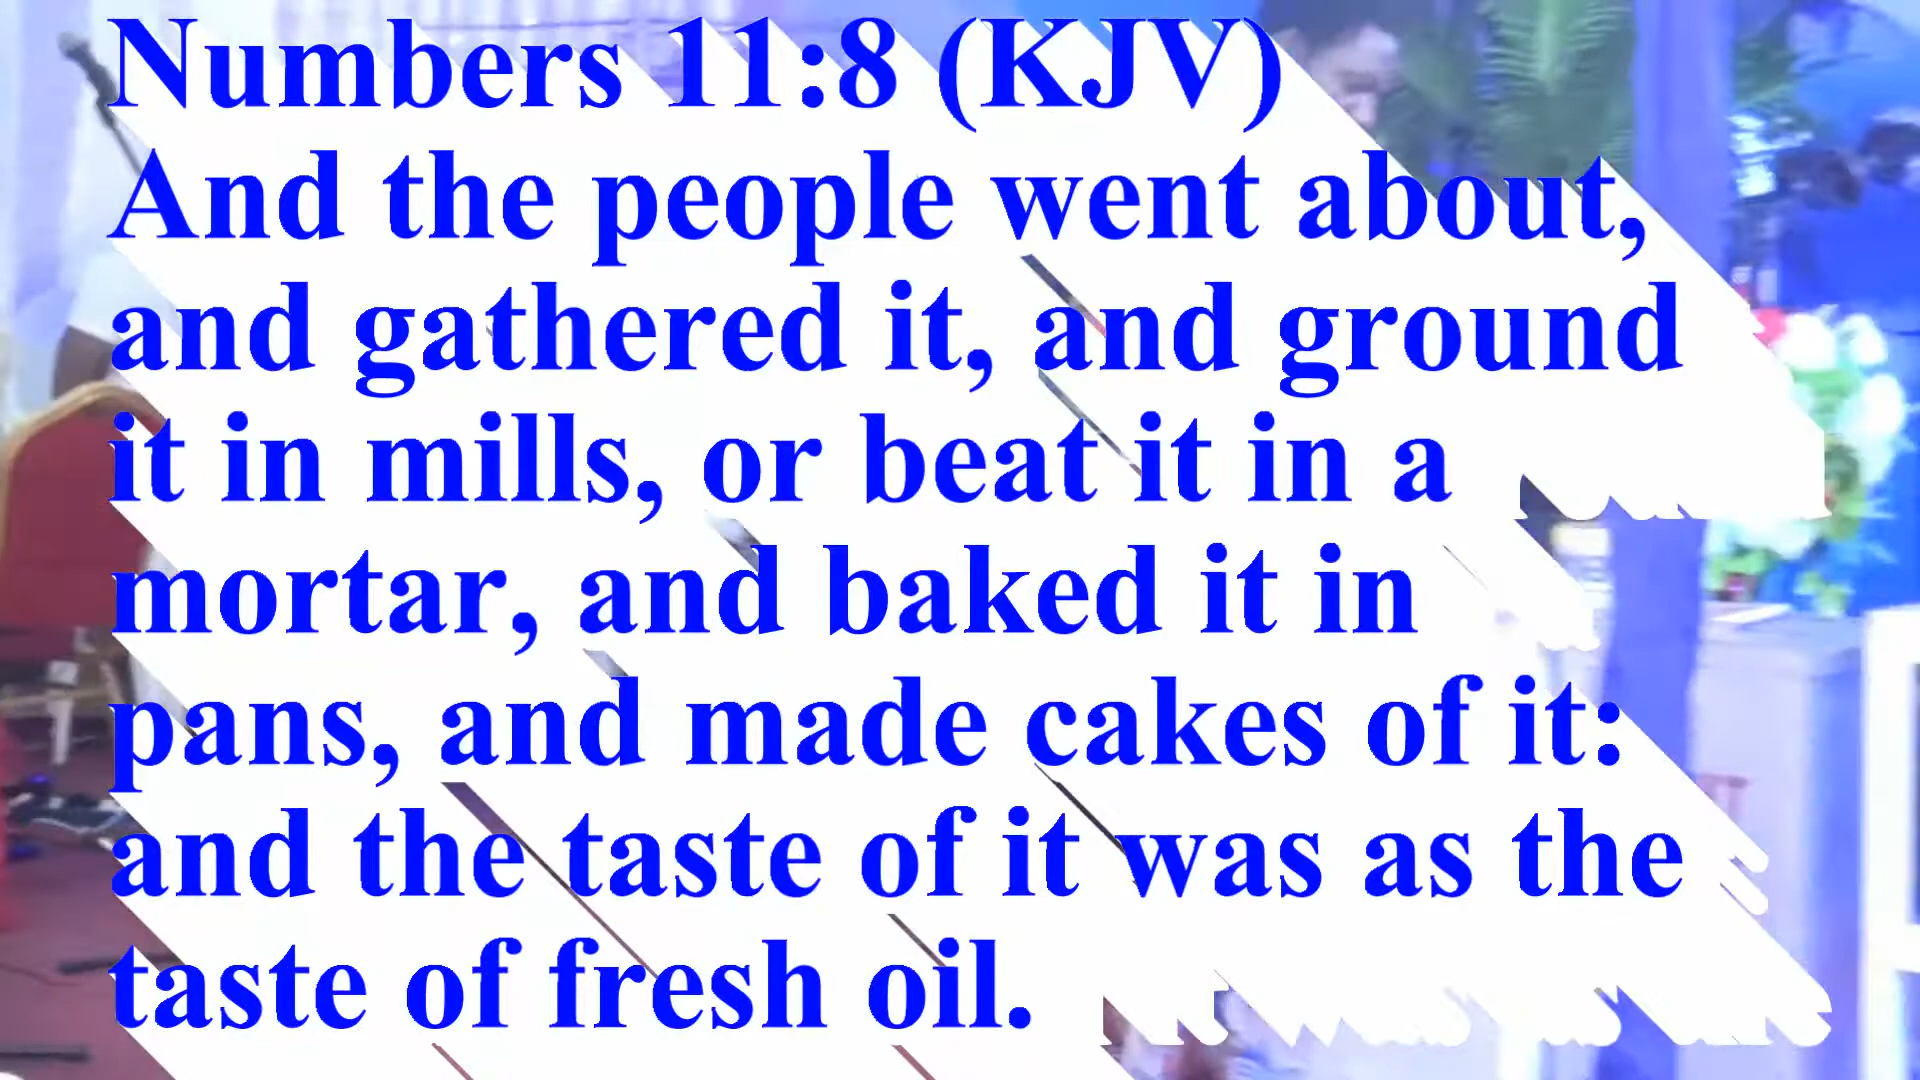 Numbers 11:8 (KJV)
And the people went about,
and gathered it, and ground
it in mills, or beat it in a
mortar, and baked it in
pans, and made cakes of it:
and the taste of it was as the
taste of fresh oil.